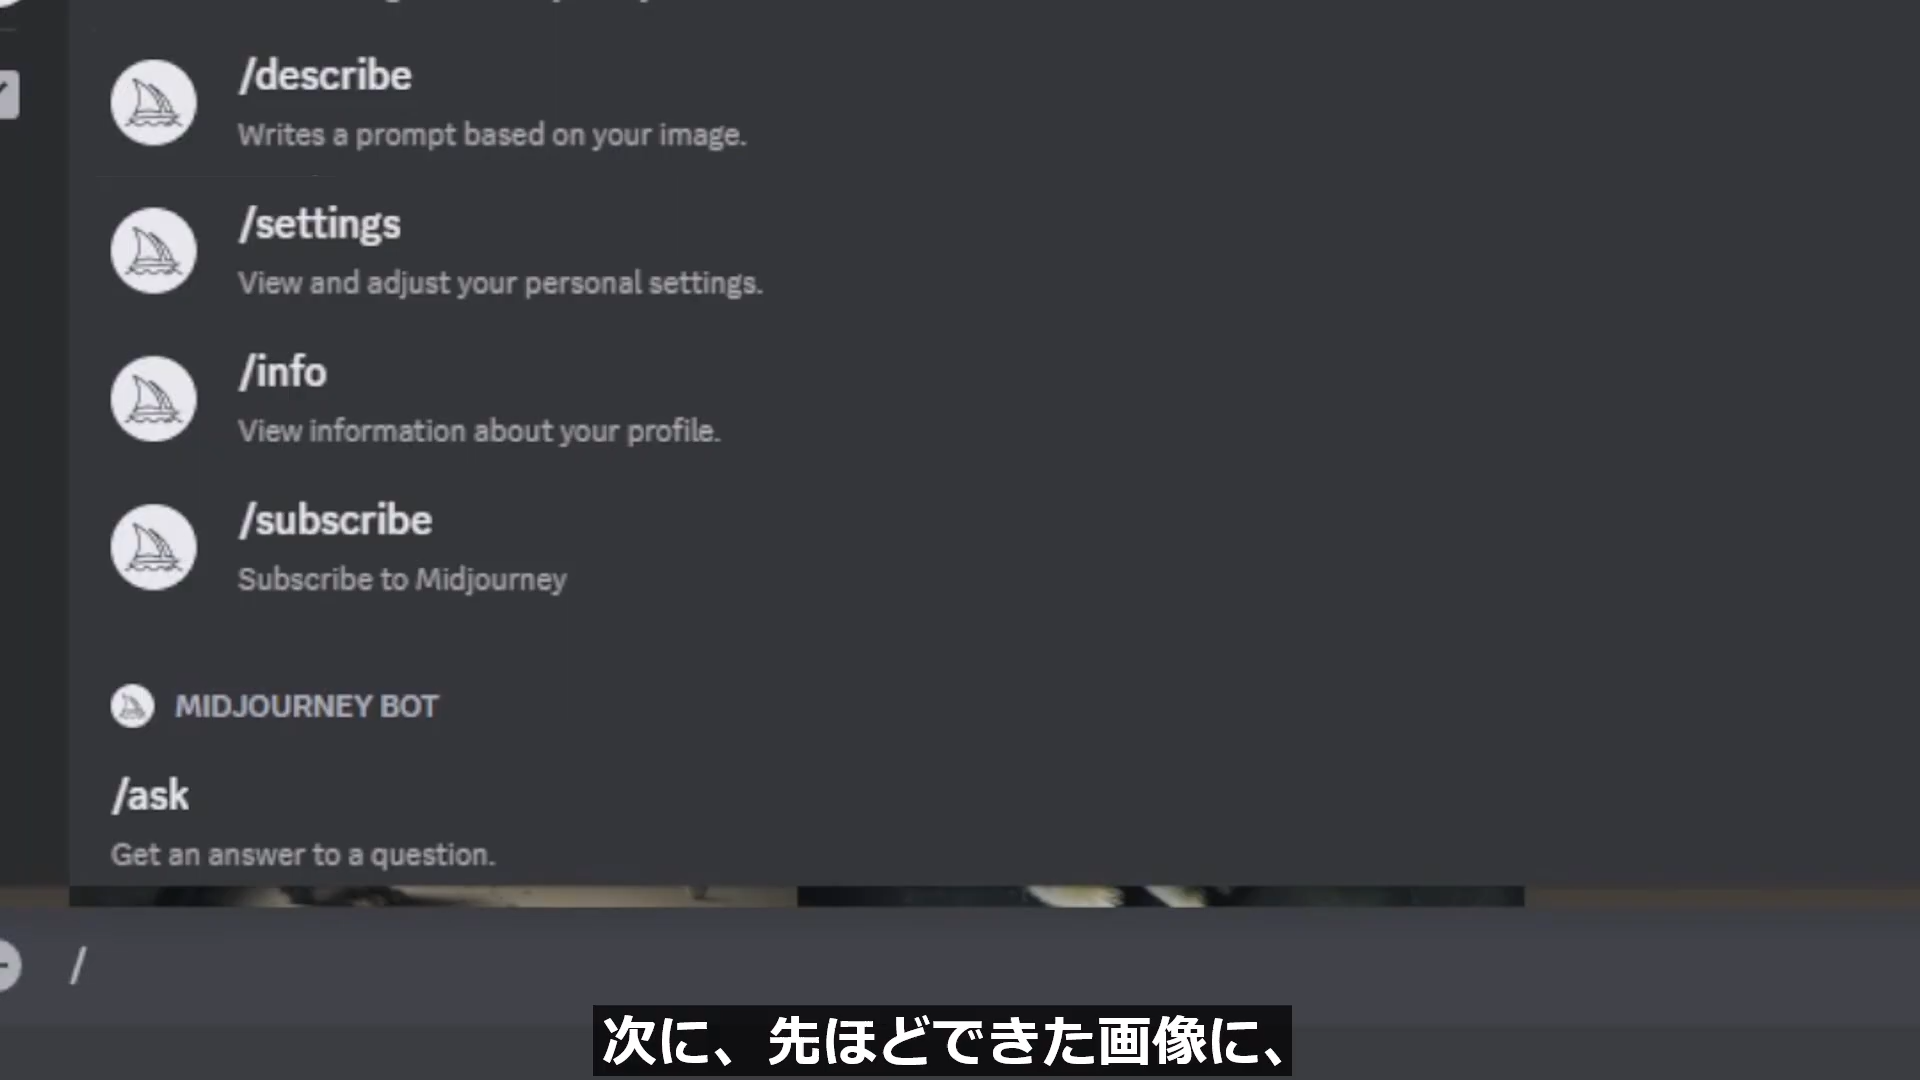 /describe
Writes a prompt based on your image.
/settings
View and adjust your personal settings.
/info
View information about your profile.
/subscribe
Subscribe to Midjourney
MIDJOURNEY BOT
/ask
Get an answer to a question.
/
次に、先ほどできた画像に、